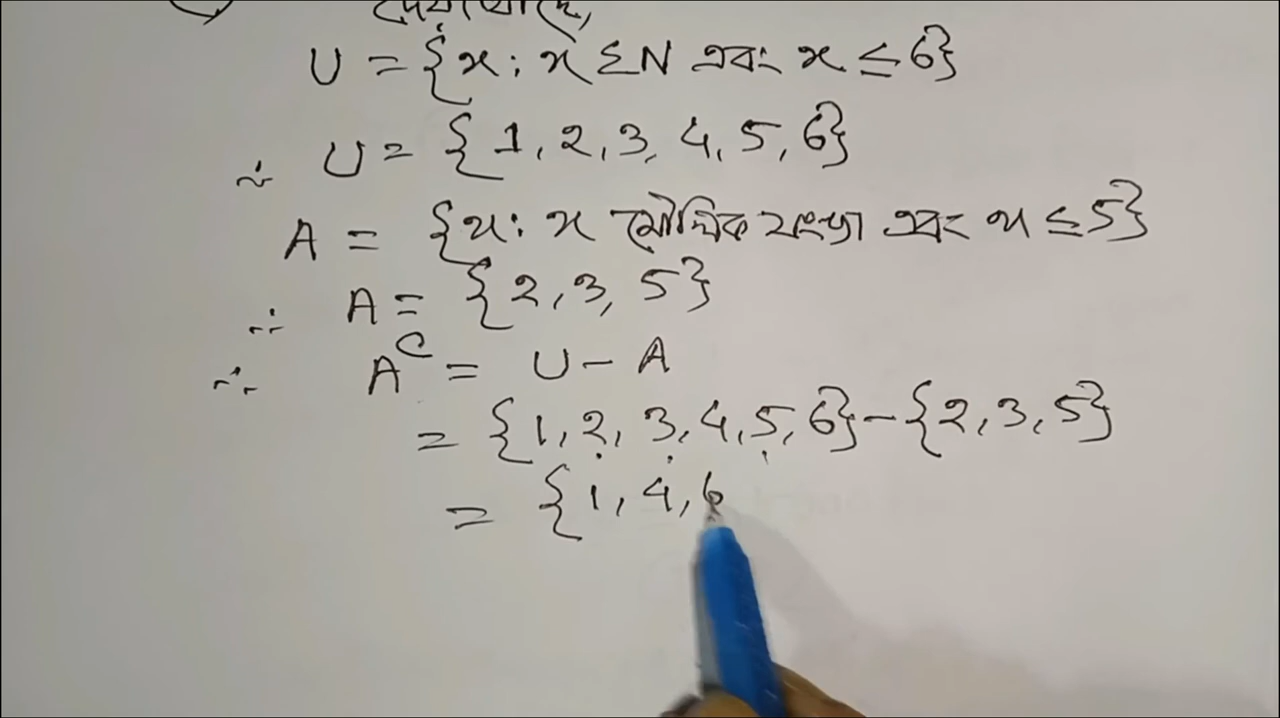 U = {x : x ∑ N এবং x ≤ 6}
∴ U = {1, 2, 3, 4, 5, 6}
A = {x : x মৌলিক সংখ্যা এবং x ≤ 5}
∴ A = {2, 3, 5}
∴ A^C = U - A
= {1, 2, 3, 4, 5, 6} - {2, 3, 5}
= {1, 4, 6